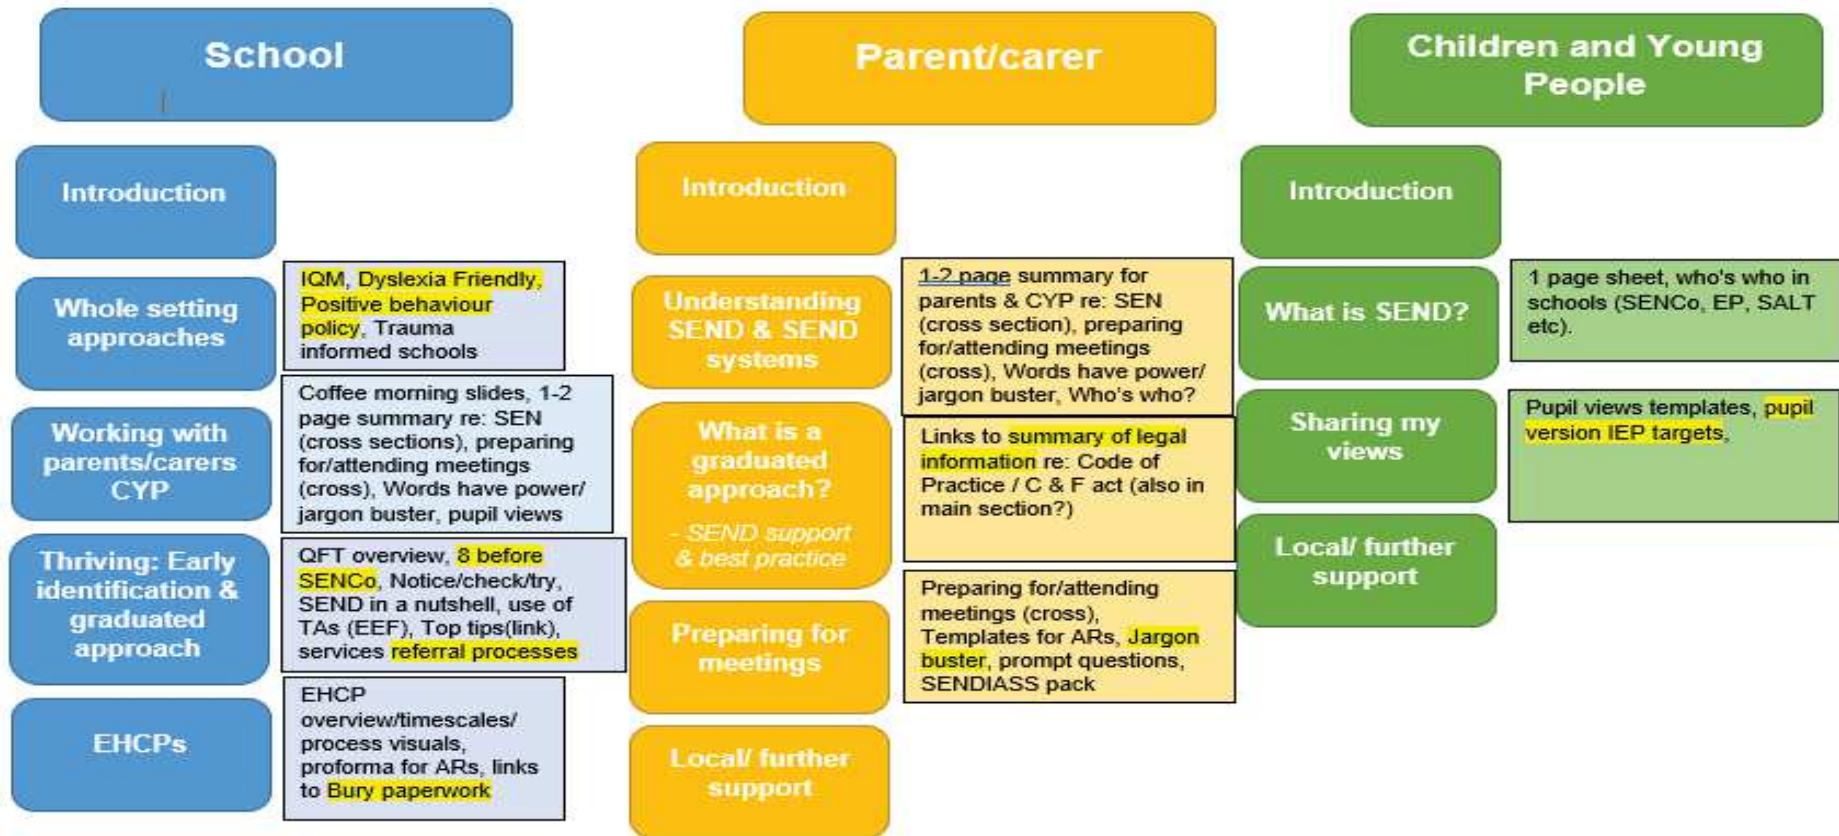 School
Introduction
Whole setting
approaches
IQM, Dyslexia Friendly,
Positive behaviour
policy, Trauma
informed schools
Working with
parents/carers
CYP
Coffee morning slides, 1-2
page summary re: SEN
(cross sections), preparing
for/attending meetings
(cross), Words have power/
jargon buster, pupil views
Thriving: Early
identification &
graduated
approach
QFT overview, 8 before
SENCo, Notice/check/try,
SEND in a nutshell, use of
TAs (EEF), Top tips(link),
services referral processes
EHCPs
EHCP
overview/timescales/
process visuals,
proforma for ARs, links
to Bury paperwork
Parent/carer
Introduction
Understanding
SEND & SEND
systems
1-2 page summary for
parents & CYP re: SEN
(cross section), preparing
for/attending meetings
(cross), Words have power/
jargon buster, Who's who?
What is a
graduated
approach?
- SEND support
& best practice
Links to summary of legal
information re: Code of
Practice / C & F act (also in
main section?)
Preparing for
meetings
Preparing for/attending
meetings (cross),
Templates for ARs, Jargon
buster, prompt questions,
SENDIASS pack
Local/ further
support
Children and Young
People
Introduction
What is SEND?
1 page sheet, who's who in
schools (SENCo, EP, SALT
etc).
Sharing my
views
Pupil views templates, pupil
version IEP targets,
Local/ further
support